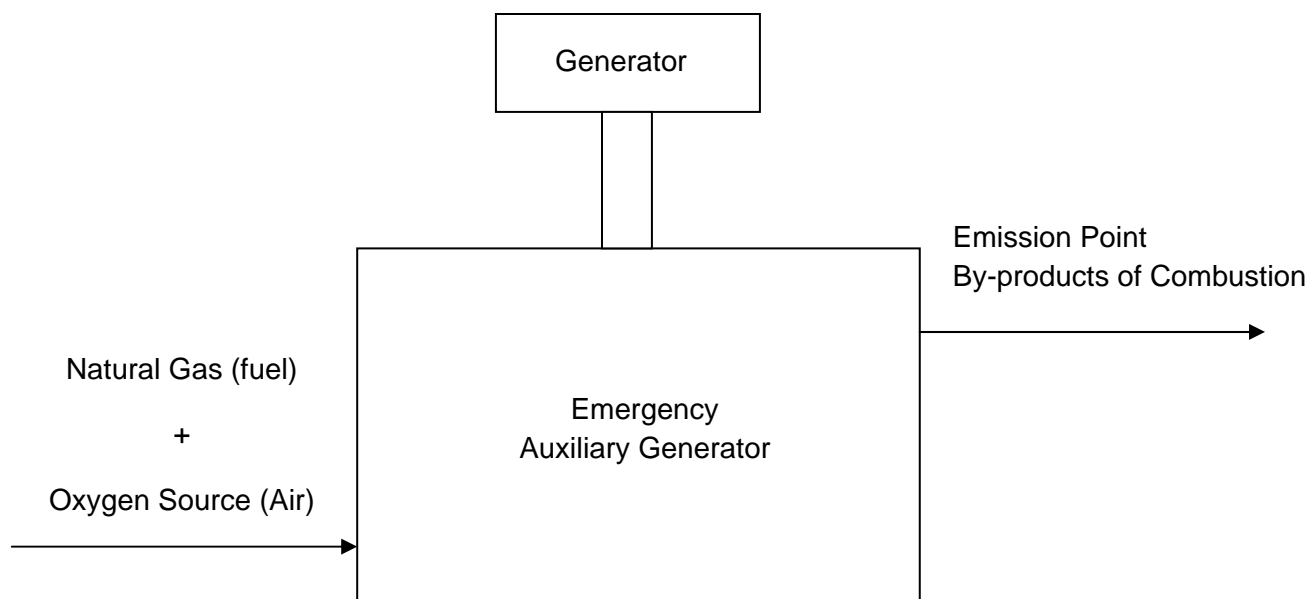 Generator
Emission Point
By-products of Combustion
Natural Gas (fuel)
+
Oxygen Source (Air)
Emergency
Auxiliary Generator